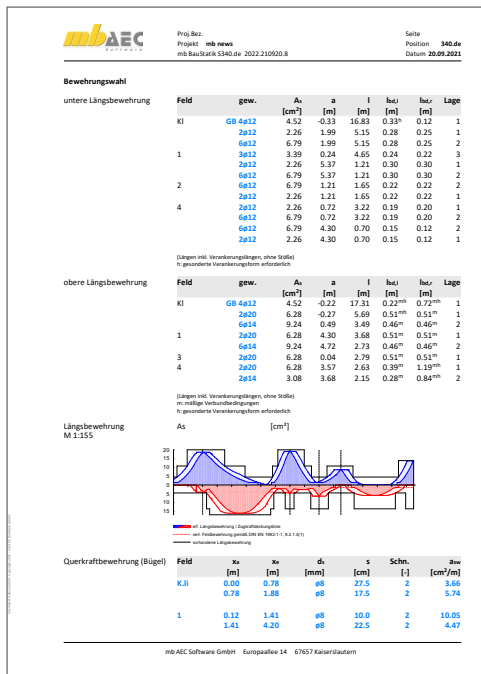 mb AEC
Software
Proj.Bez.
Projekt mb news
mb BauStatik S340.de 2022.210920.8
Seite
Position 340.de
Datum 20.09.2021
Bewehrungswahl
untere Längsbewehrung
Feld gew. As a l lbd,l lbd,r Lage
[cm²] [m] [m] [m] [m]
Kl GB 4ø12 4.52 -0.33 16.83 0.33h 0.12 1
2ø12 2.26 1.99 5.15 0.28 0.25 1
6ø12 6.79 1.99 5.15 0.28 0.25 2
1 3ø12 3.39 0.24 4.65 0.24 0.22 3
2ø12 2.26 5.37 1.21 0.30 0.30 1
6ø12 6.79 5.37 1.21 0.30 0.30 2
2 6ø12 6.79 1.21 1.65 0.22 0.22 2
2ø12 2.26 1.21 1.65 0.22 0.22 1
4 2ø12 2.26 0.72 3.22 0.19 0.20 1
6ø12 6.79 0.72 3.22 0.19 0.20 2
6ø12 6.79 4.30 0.70 0.15 0.12 2
2ø12 2.26 4.30 0.70 0.15 0.12 1
(Längen inkl. Verankerungslängen, ohne Stöße)
h: gesonderte Verankerungsform erforderlich
obere Längsbewehrung
Feld gew. As a l lbd,l lbd,r Lage
[cm²] [m] [m] [m] [m]
Kl GB 4ø12 4.52 -0.22 17.31 0.22mh 0.72mh 1
2ø20 6.28 -0.27 5.69 0.51mh 0.51m 1
6ø14 9.24 0.49 3.49 0.46m 0.46m 2
1 2ø20 6.28 4.30 3.68 0.51m 0.51m 1
6ø14 9.24 4.72 2.73 0.46m 0.46m 2
3 2ø20 6.28 0.04 2.79 0.51m 0.51m 1
4 2ø20 6.28 3.57 2.63 0.39m 1.19mh 1
2ø14 3.08 3.68 2.15 0.28m 0.84mh 2
(Längen inkl. Verankerungslängen, ohne Stöße)
m: mäßige Verbundbedingungen
h: gesonderte Verankerungsform erforderlich
Längsbewehrung As [cm²]
M 1:155
20
15
10
5
0
5
10
15
erf. Längsbewehrung / Zugkraftdeckungslinie
vert. Feldbewehrung gemäß DIN EN 1992-1-1, 9.2.1.4(1)
vorhandene Längsbewehrung
Querkraftbewehrung (Bügel)
Feld xa xe ds s Schn. asw
[m] [m] [mm] [cm] [-] [cm²/m]
K.li 0.00 0.78 ø8 27.5 2 3.66
0.78 1.88 ø8 17.5 2 5.74
1 0.12 1.41 ø8 10.0 2 10.05
1.41 4.20 ø8 22.5 2 4.47
mb AEC Software GmbH Europaallee 14 67657 Kaiserslautern